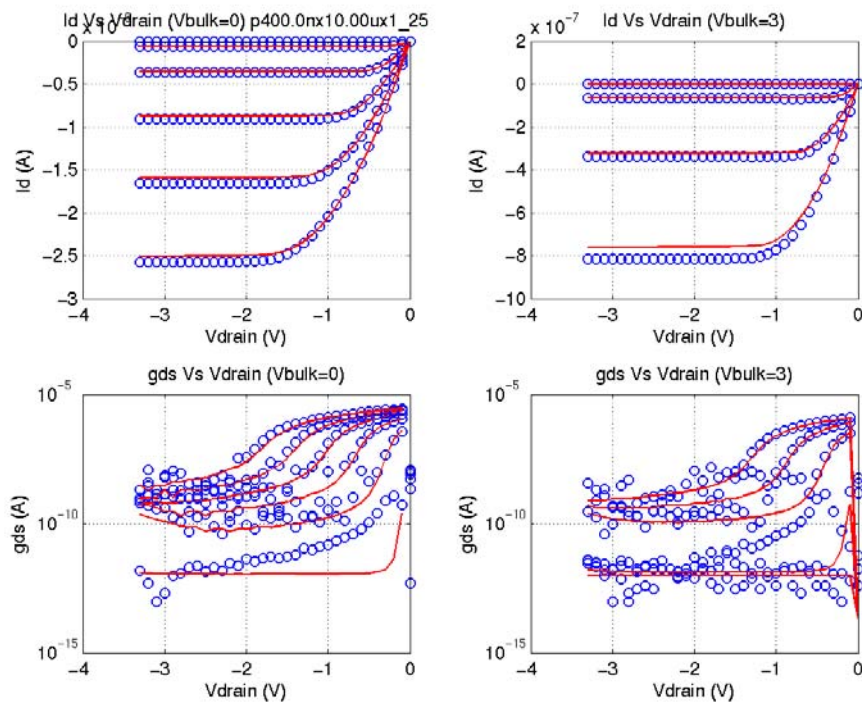 Id Vs Vdrain (Vbulk=0) p400.0nx10.00ux1_25
0
-0.5
-1
-1.5
-2
-2.5
-3
Id (A)
-4 -3 -2 -1 0
Vdrain (V)
Id Vs Vdrain (Vbulk=3)
x 10^-7
2
0
-2
-4
-6
-8
-10
Id (A)
-4 -3 -2 -1 0
Vdrain (V)
gds Vs Vdrain (Vbulk=0)
10^-5
10^-10
10^-15
gds (A)
-4 -3 -2 -1 0
Vdrain (V)
gds Vs Vdrain (Vbulk=3)
10^-5
10^-10
10^-15
gds (A)
-4 -3 -2 -1 0
Vdrain (V)